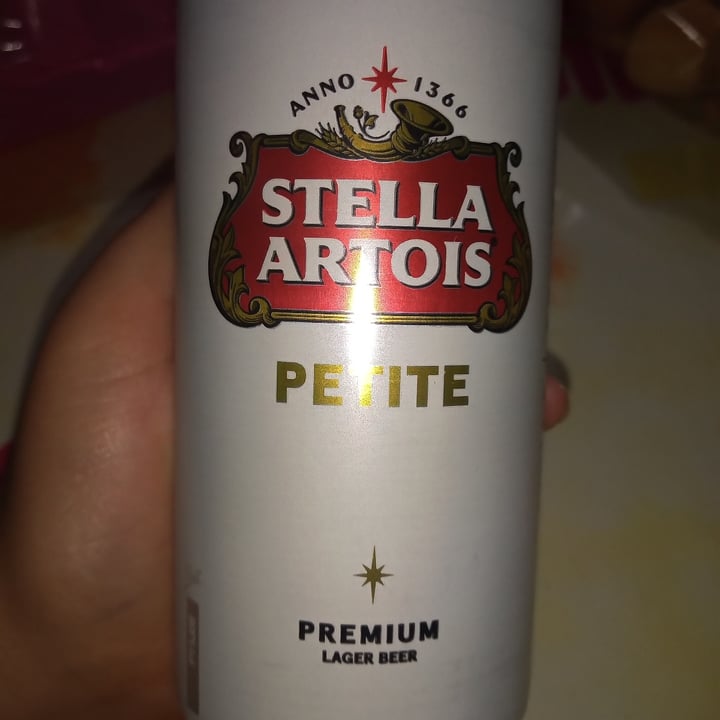 ANNO 1366
STELLA
ARTOIS
PETITE
PREMIUM
LAGER BEER